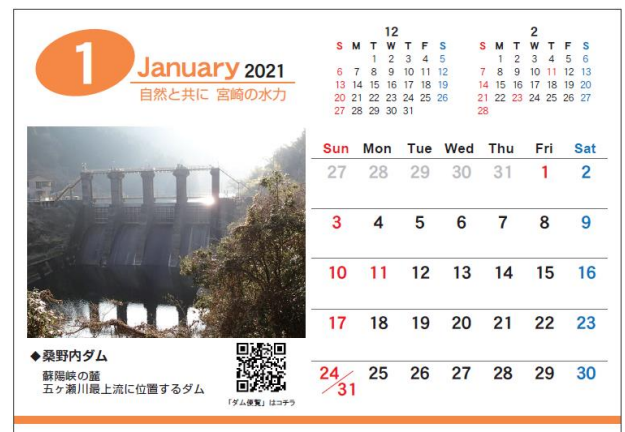 1
January 2021
自然と共に 宮崎の水力
12
S M T W T F S
1 2 3 4 5
6 7 8 9 10 11 12
13 14 15 16 17 18 19
20 21 22 23 24 25 26
27 28 29 30 31
2
S M T W T F S
1 2 3 4 5 6
7 8 9 10 11 12 13
14 15 16 17 18 19 20
21 22 23 24 25 26 27
28
Sun Mon Tue Wed Thu Fri Sat
27 28 29 30 31 1 2
3 4 5 6 7 8 9
10 11 12 13 14 15 16
17 18 19 20 21 22 23
24/31 25 26 27 28 29 30
◆桑野内ダム
蘇陽峡の麓
五ヶ瀬川最上流に位置するダム
「ダム便覧」はコチラ